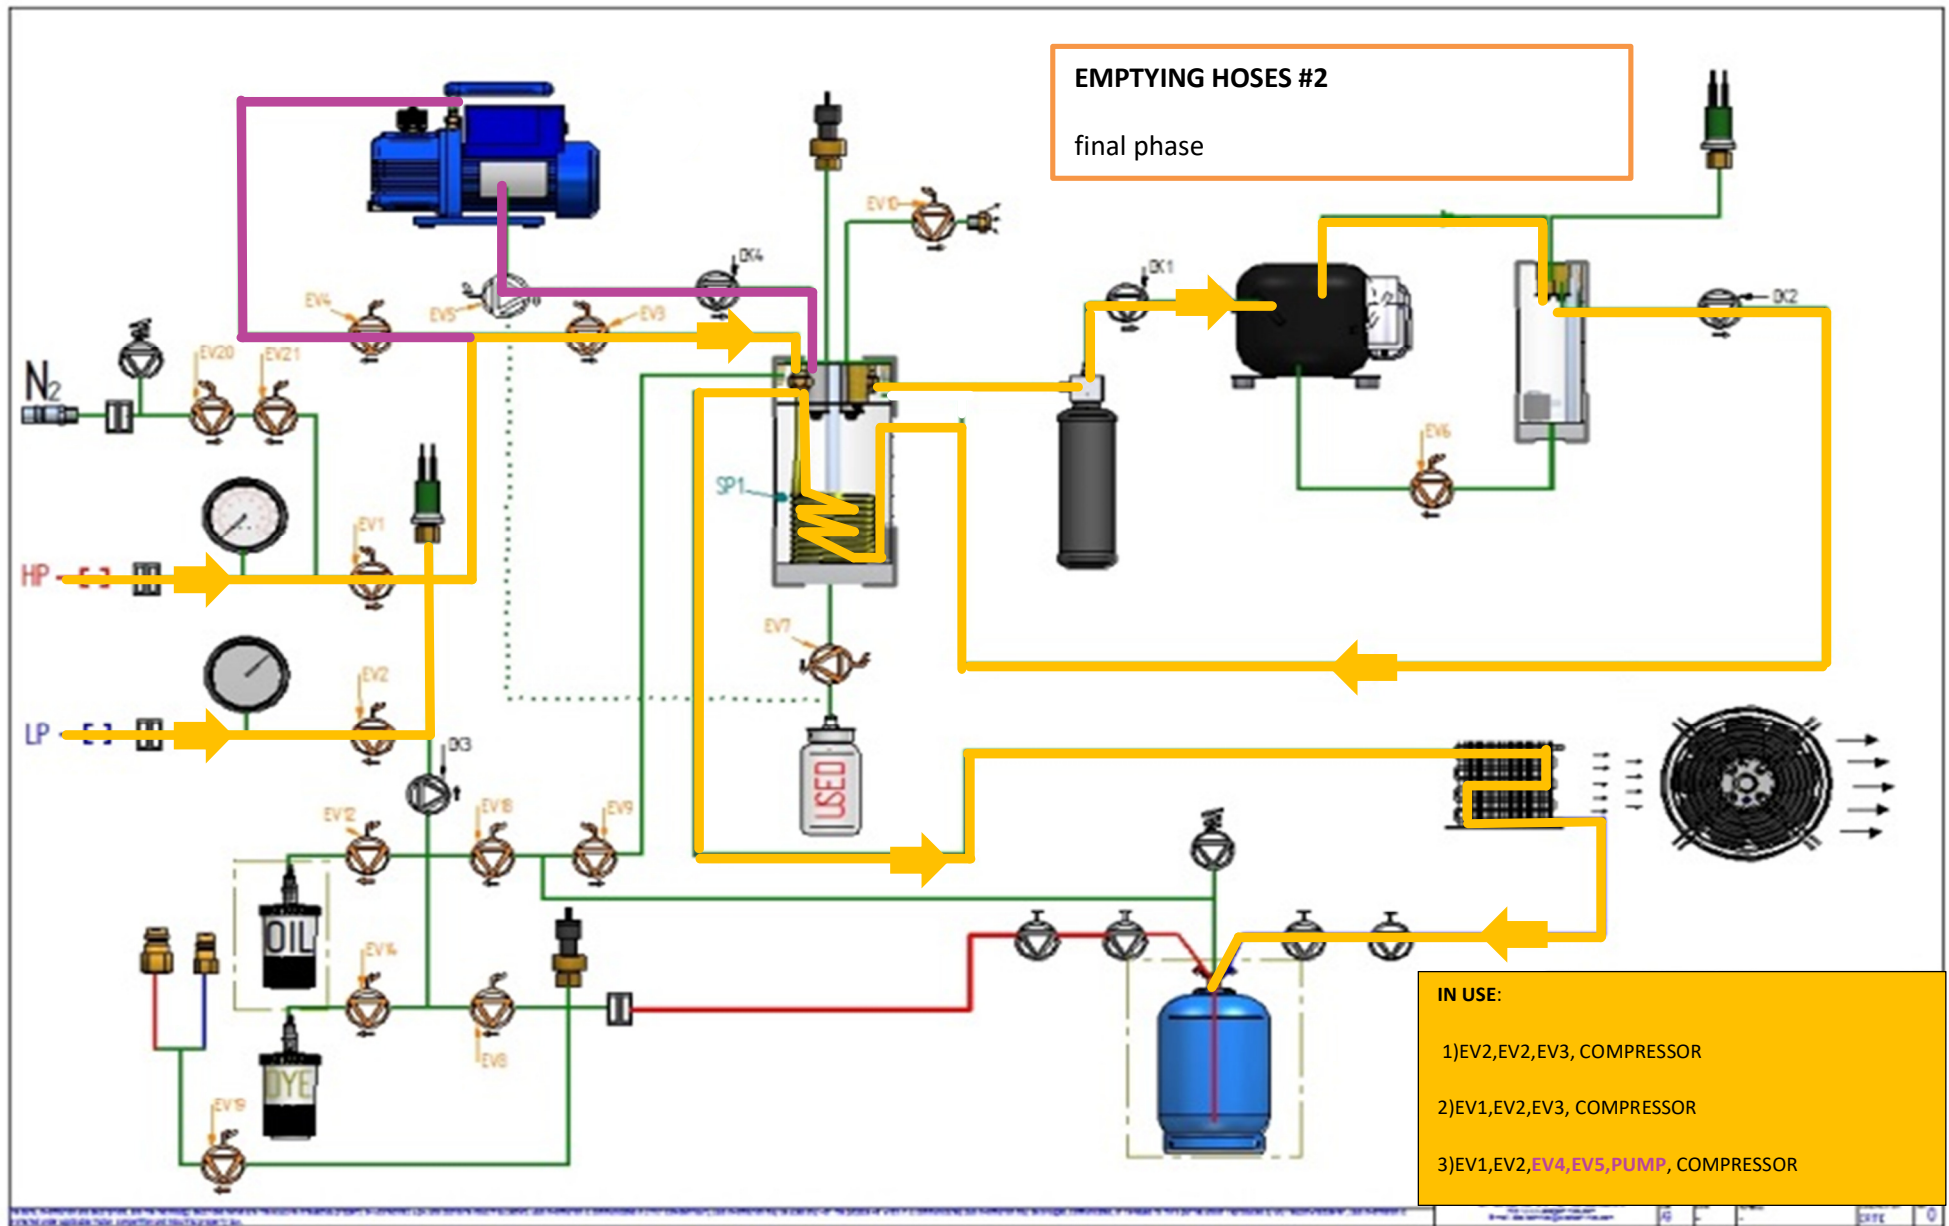 EMPTYING HOSES #2
final phase
EV10
CK4
CK1
CK2
EV4
EV5
EV3
EV20
EV21
N2
EV6
SP1
EV1
HP
EV7
EV2
LP
CK3
USED
EV12
EV18
EV9
OIL
EV14
DYE
EV8
EV19
IN USE:
1)EV2,EV2,EV3, COMPRESSOR
2)EV1,EV2,EV3, COMPRESSOR
3)EV1,EV2,EV4,EV5,PUMP, COMPRESSOR